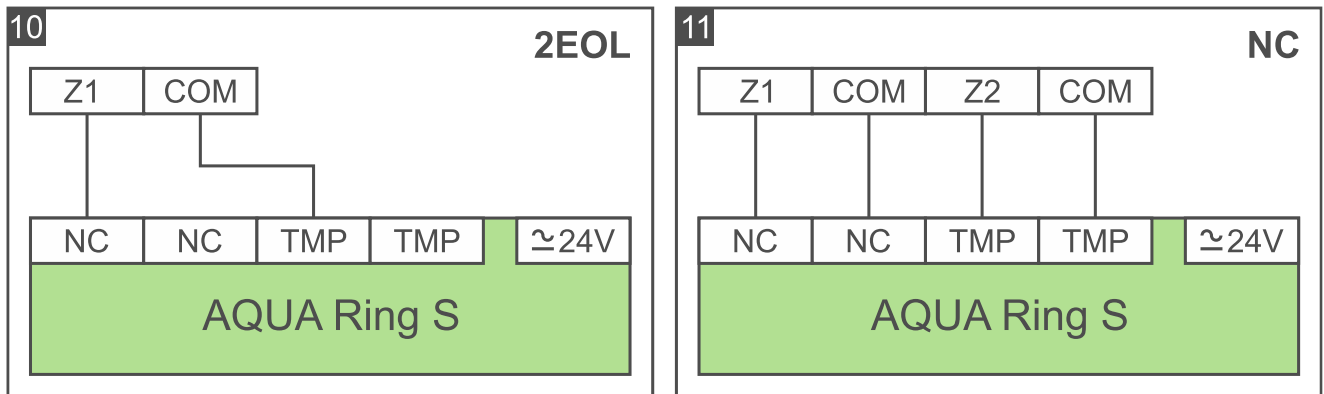 10
2EOL
Z1 COM
NC NC TMP TMP ≃24V
AQUA Ring S
11
NC
Z1 COM Z2 COM
NC NC TMP TMP ≃24V
AQUA Ring S